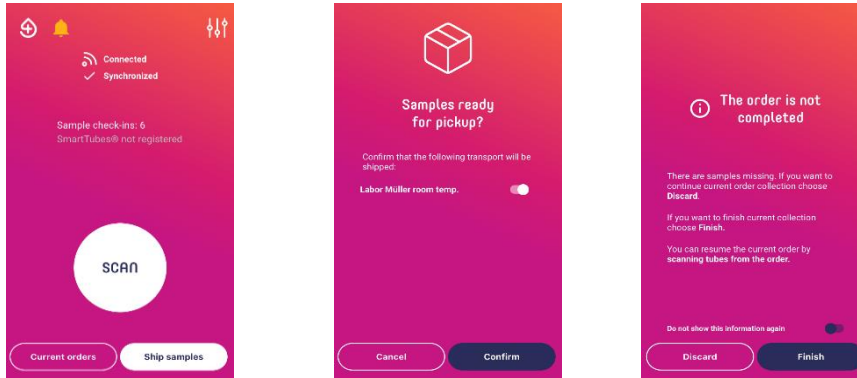 Connected
Synchronized
Sample check-ins: 6
SmartTubes® not registered
SCAN
Current orders
Ship samples
Samples ready
for pickup?
Confirm that the following transport will be
shipped:
Labor Müller room temp.
Cancel
Confirm
The order is not
completed
There are samples missing. If you want to
continue current order collection choose
Discard.
If you want to finish current collection
choose Finish.
You can resume the current order by
scanning tubes from the order.
Do not show this information again
Discard
Finish